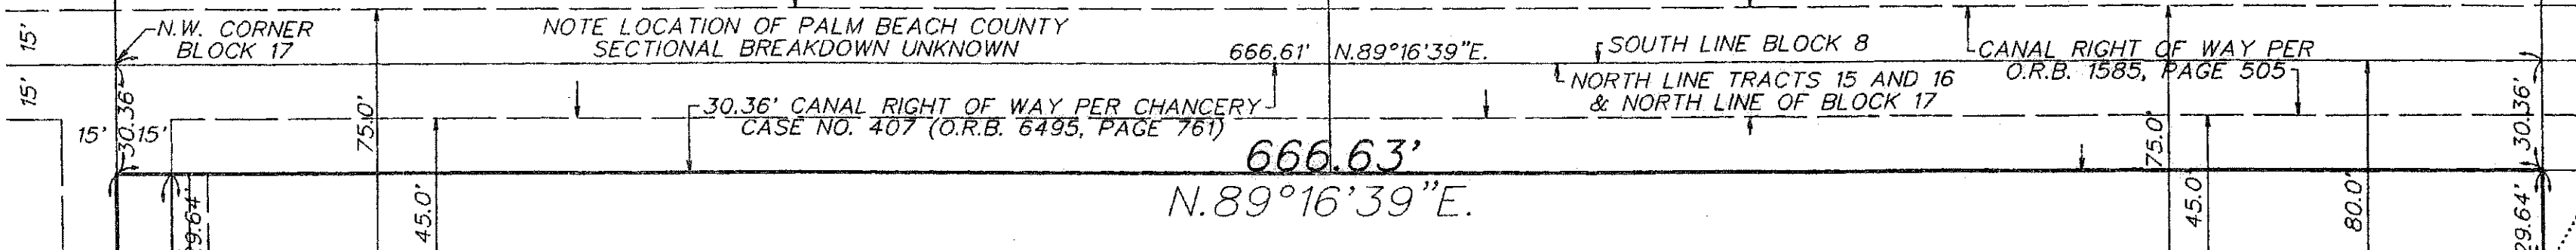 15'
15'
N.W. CORNER
BLOCK 17
NOTE LOCATION OF PALM BEACH COUNTY
SECTIONAL BREAKDOWN UNKNOWN
666.61' N.89°16'39"E.
SOUTH LINE BLOCK 8
CANAL RIGHT OF WAY PER
O.R.B. 1585, PAGE 505
NORTH LINE TRACTS 15 AND 16
& NORTH LINE OF BLOCK 17
30.36' CANAL RIGHT OF WAY PER CHANCERY
CASE NO. 407 (O.R.B. 6495, PAGE 761)
15'
30.36'
15'
75.0'
75.0'
30.36'
666.63'
N.89°16'39"E.
45.0'
45.0'
80.0'
29.64'